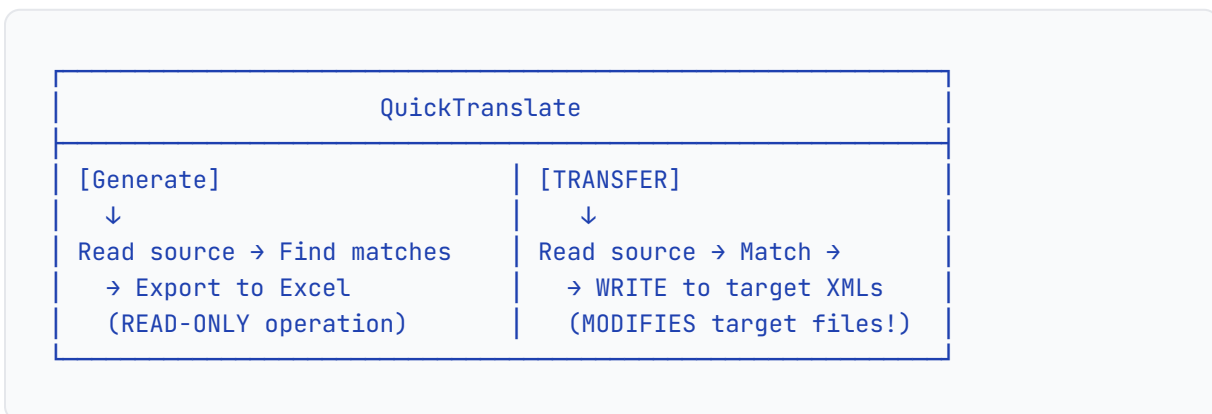 QuickTranslate
[Generate] [TRANSFER]
↓ ↓
Read source → Find matches Read source → Match →
→ Export to Excel → WRITE to target XMLs
(READ-ONLY operation) (MODIFIES target files!)